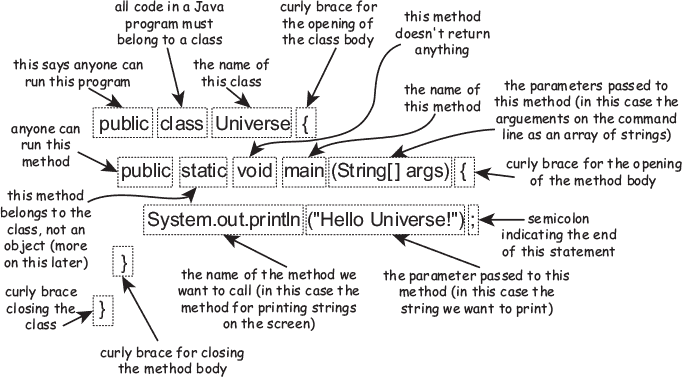 all code in a Java
program must
belong to a class
curly brace for
the opening of
the class body
this method
doesn't return
anything
this says anyone can
run this program
the name of
this class
the name of
this method
the parameters passed to
this method (in this case the
arguements on the command
line as an array of strings)
public class Universe {
anyone can
run this
method
public static void main (String[] args) {
curly brace for the opening
of the method body
this method
belongs to the
class, not an
object (more
on this later)
System.out.println ("Hello Universe!") ;
semicolon
indicating the end
of this statement
}
the name of the method we
want to call (in this case the
method for printing strings
on the screen)
the parameter passed to this
method (in this case the
string we want to print)
curly brace
closing the
class
}
curly brace for closing
the method body